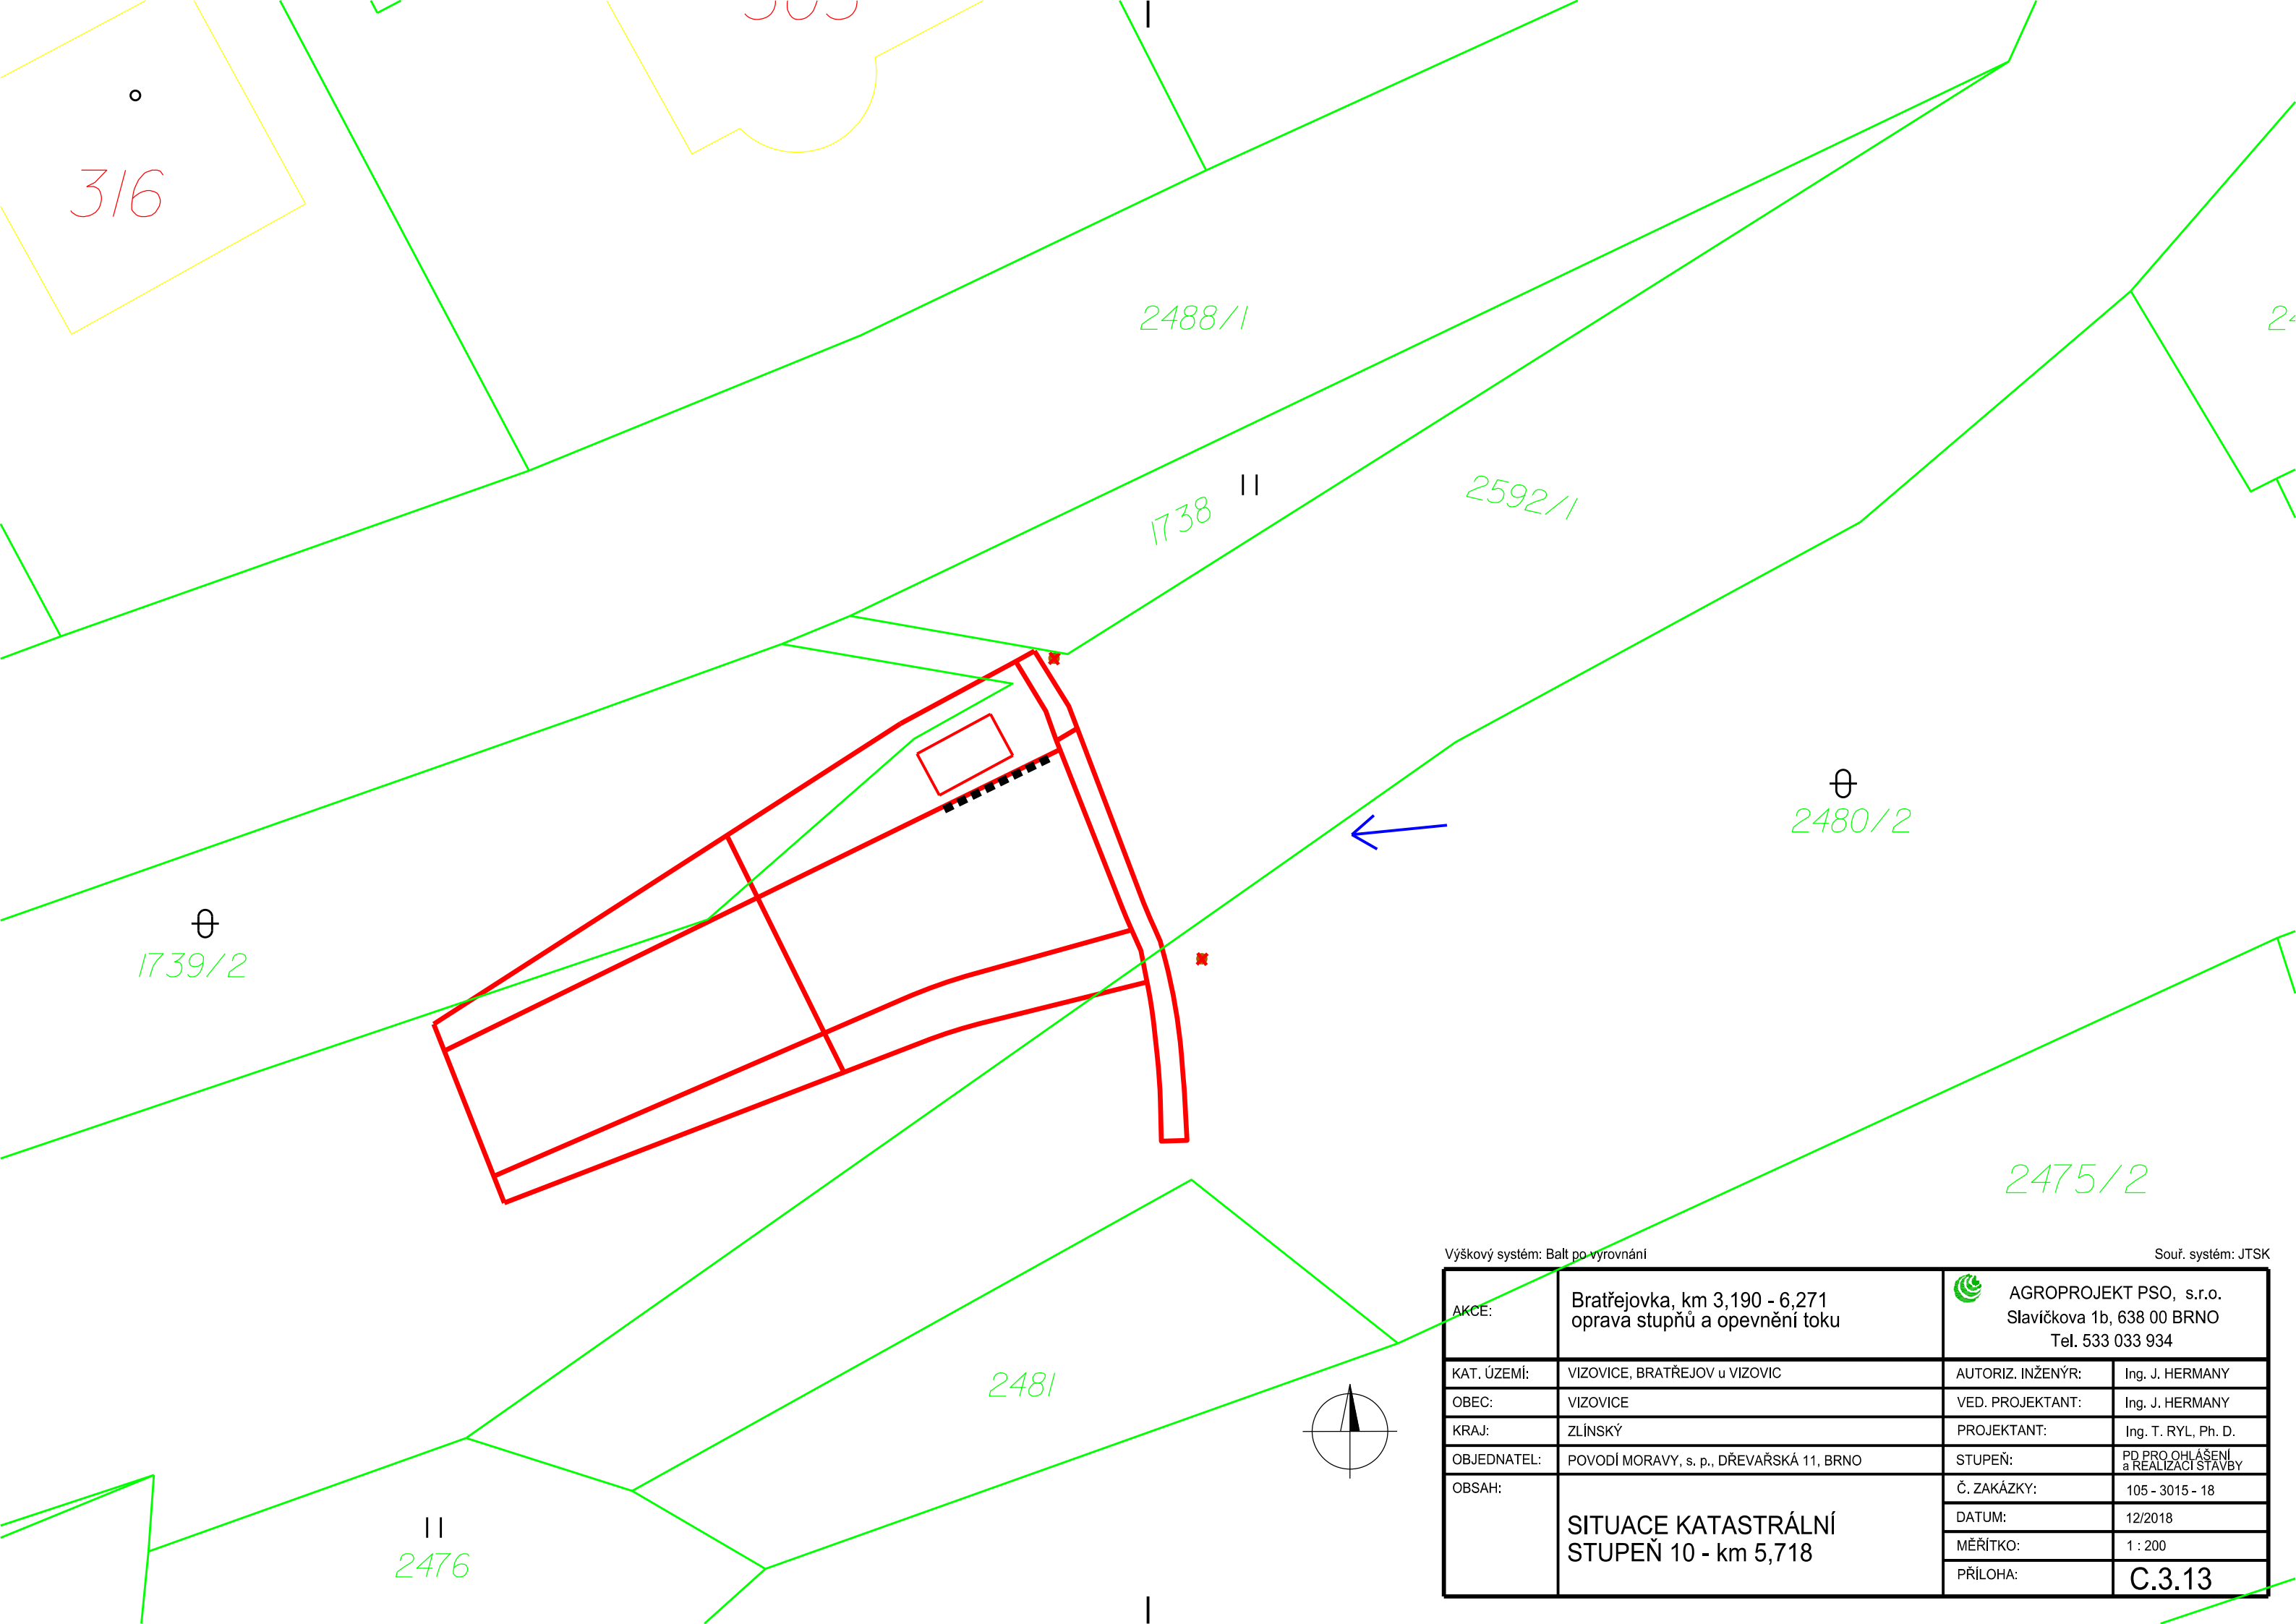 316
2488/1
1738
2592/1
2480/2
1739/2
2475/2
2481
2476
Výškový systém: Balt po vyrovnání
Souř. systém: JTSK
AKCE:
Bratřejovka, km 3,190 - 6,271
oprava stupňů a opevnění toku
AGROPROJEKT PSO, s.r.o.
Slavíčkova 1b, 638 00 BRNO
Tel. 533 033 934
KAT. ÚZEMÍ:
VIZOVICE, BRATŘEJOV u VIZOVIC
AUTORIZ. INŽENÝR:
Ing. J. HERMANY
OBEC:
VIZOVICE
VED. PROJEKTANT:
Ing. J. HERMANY
KRAJ:
ZLÍNSKÝ
PROJEKTANT:
Ing. T. RYL, Ph. D.
OBJEDNATEL:
POVODÍ MORAVY, s. p., DŘEVAŘSKÁ 11, BRNO
STUPEŇ:
PD PRO OHLÁŠENÍ
a REALIZACI STAVBY
OBSAH:
SITUACE KATASTRÁLNÍ
STUPEŇ 10 - km 5,718
Č. ZAKÁZKY:
105 - 3015 - 18
DATUM:
12/2018
MĚŘÍTKO:
1 : 200
PŘÍLOHA:
C.3.13